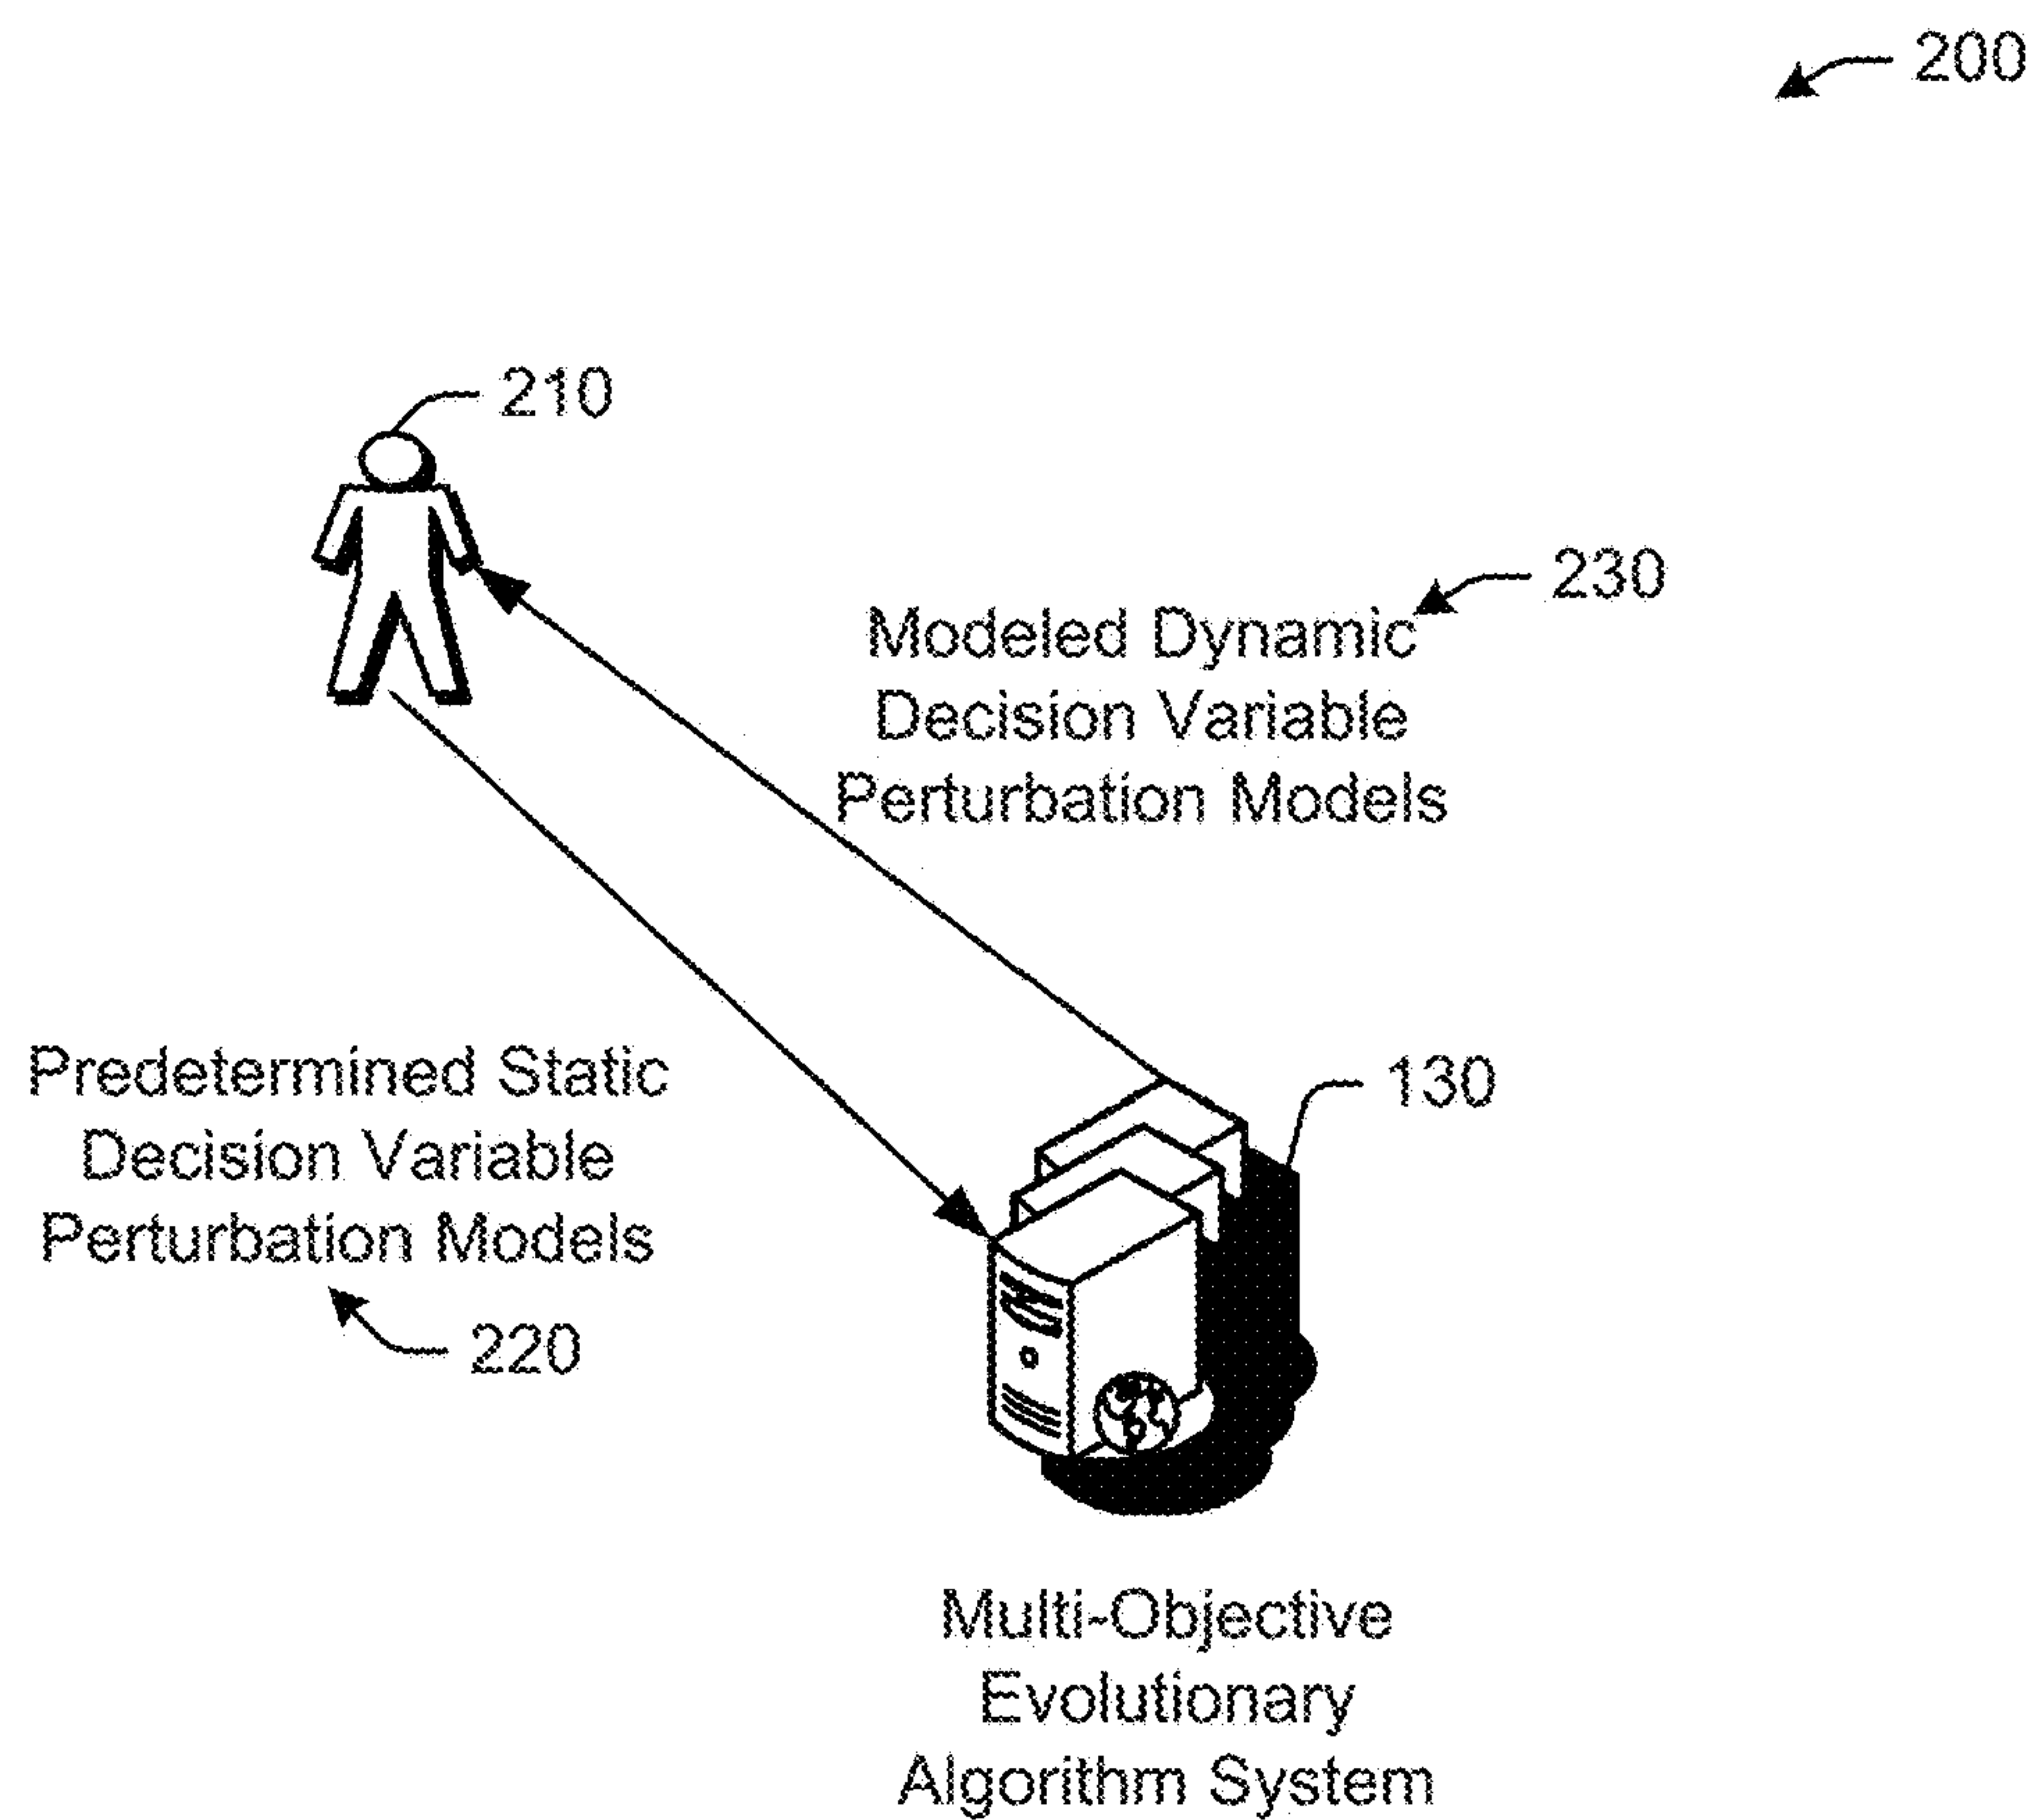 200
210
230
Modeled Dynamic
Decision Variable
Perturbation Models
Predetermined Static
Decision Variable
Perturbation Models
220
130
Multi-Objective
Evolutionary
Algorithm System